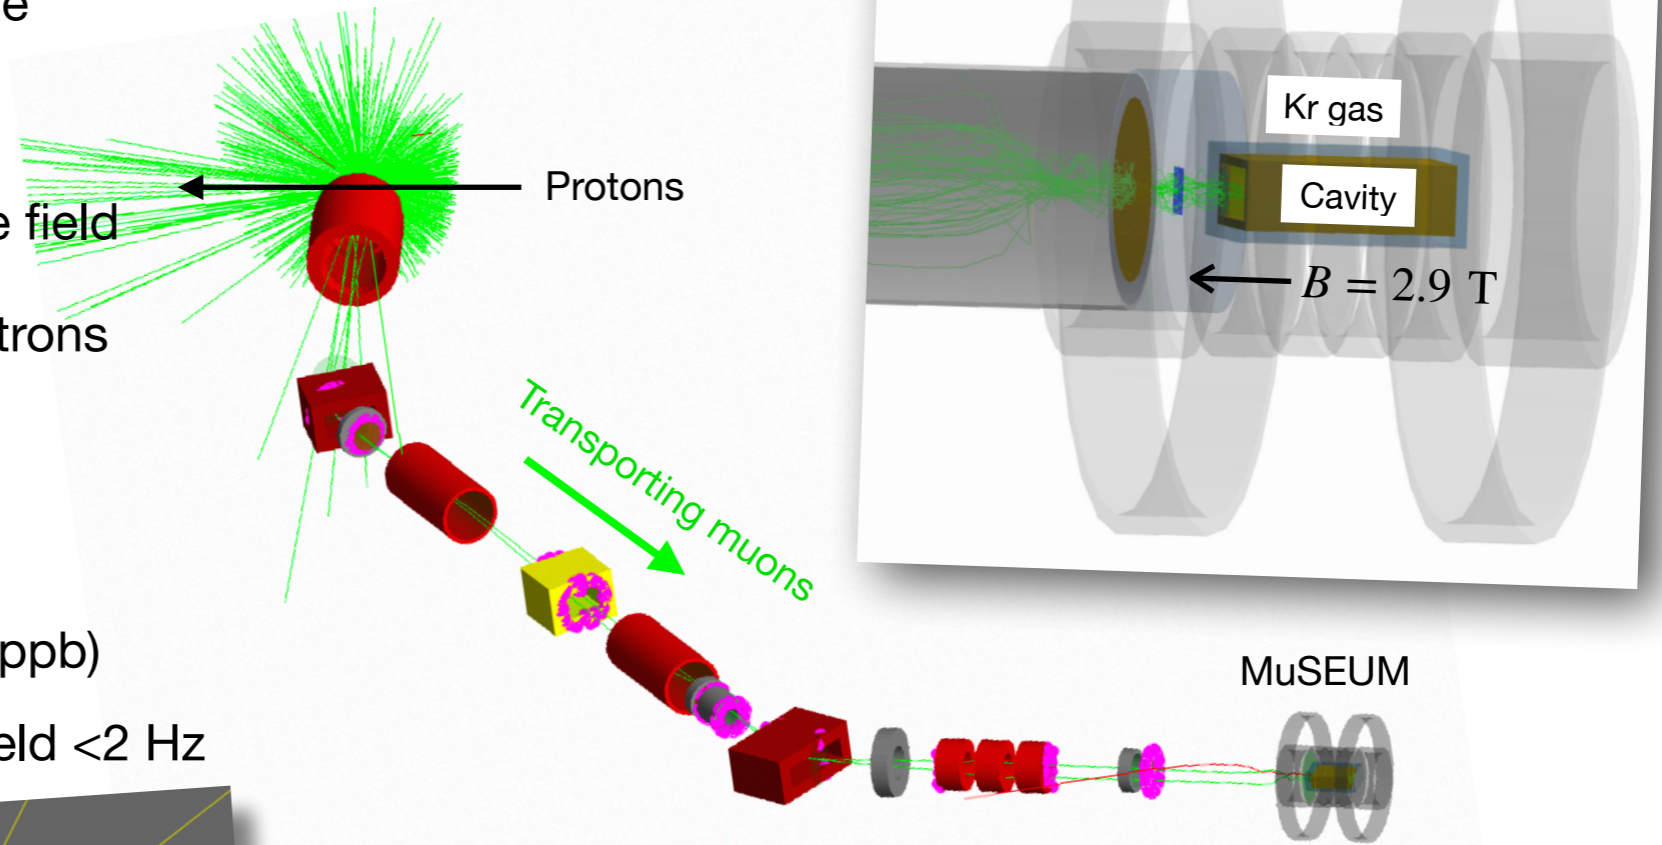 e
Protons
e field
trons
Transporting muons
ppb)
eld <2 Hz
Kr gas
Cavity
B = 2.9 T
MuSEUM